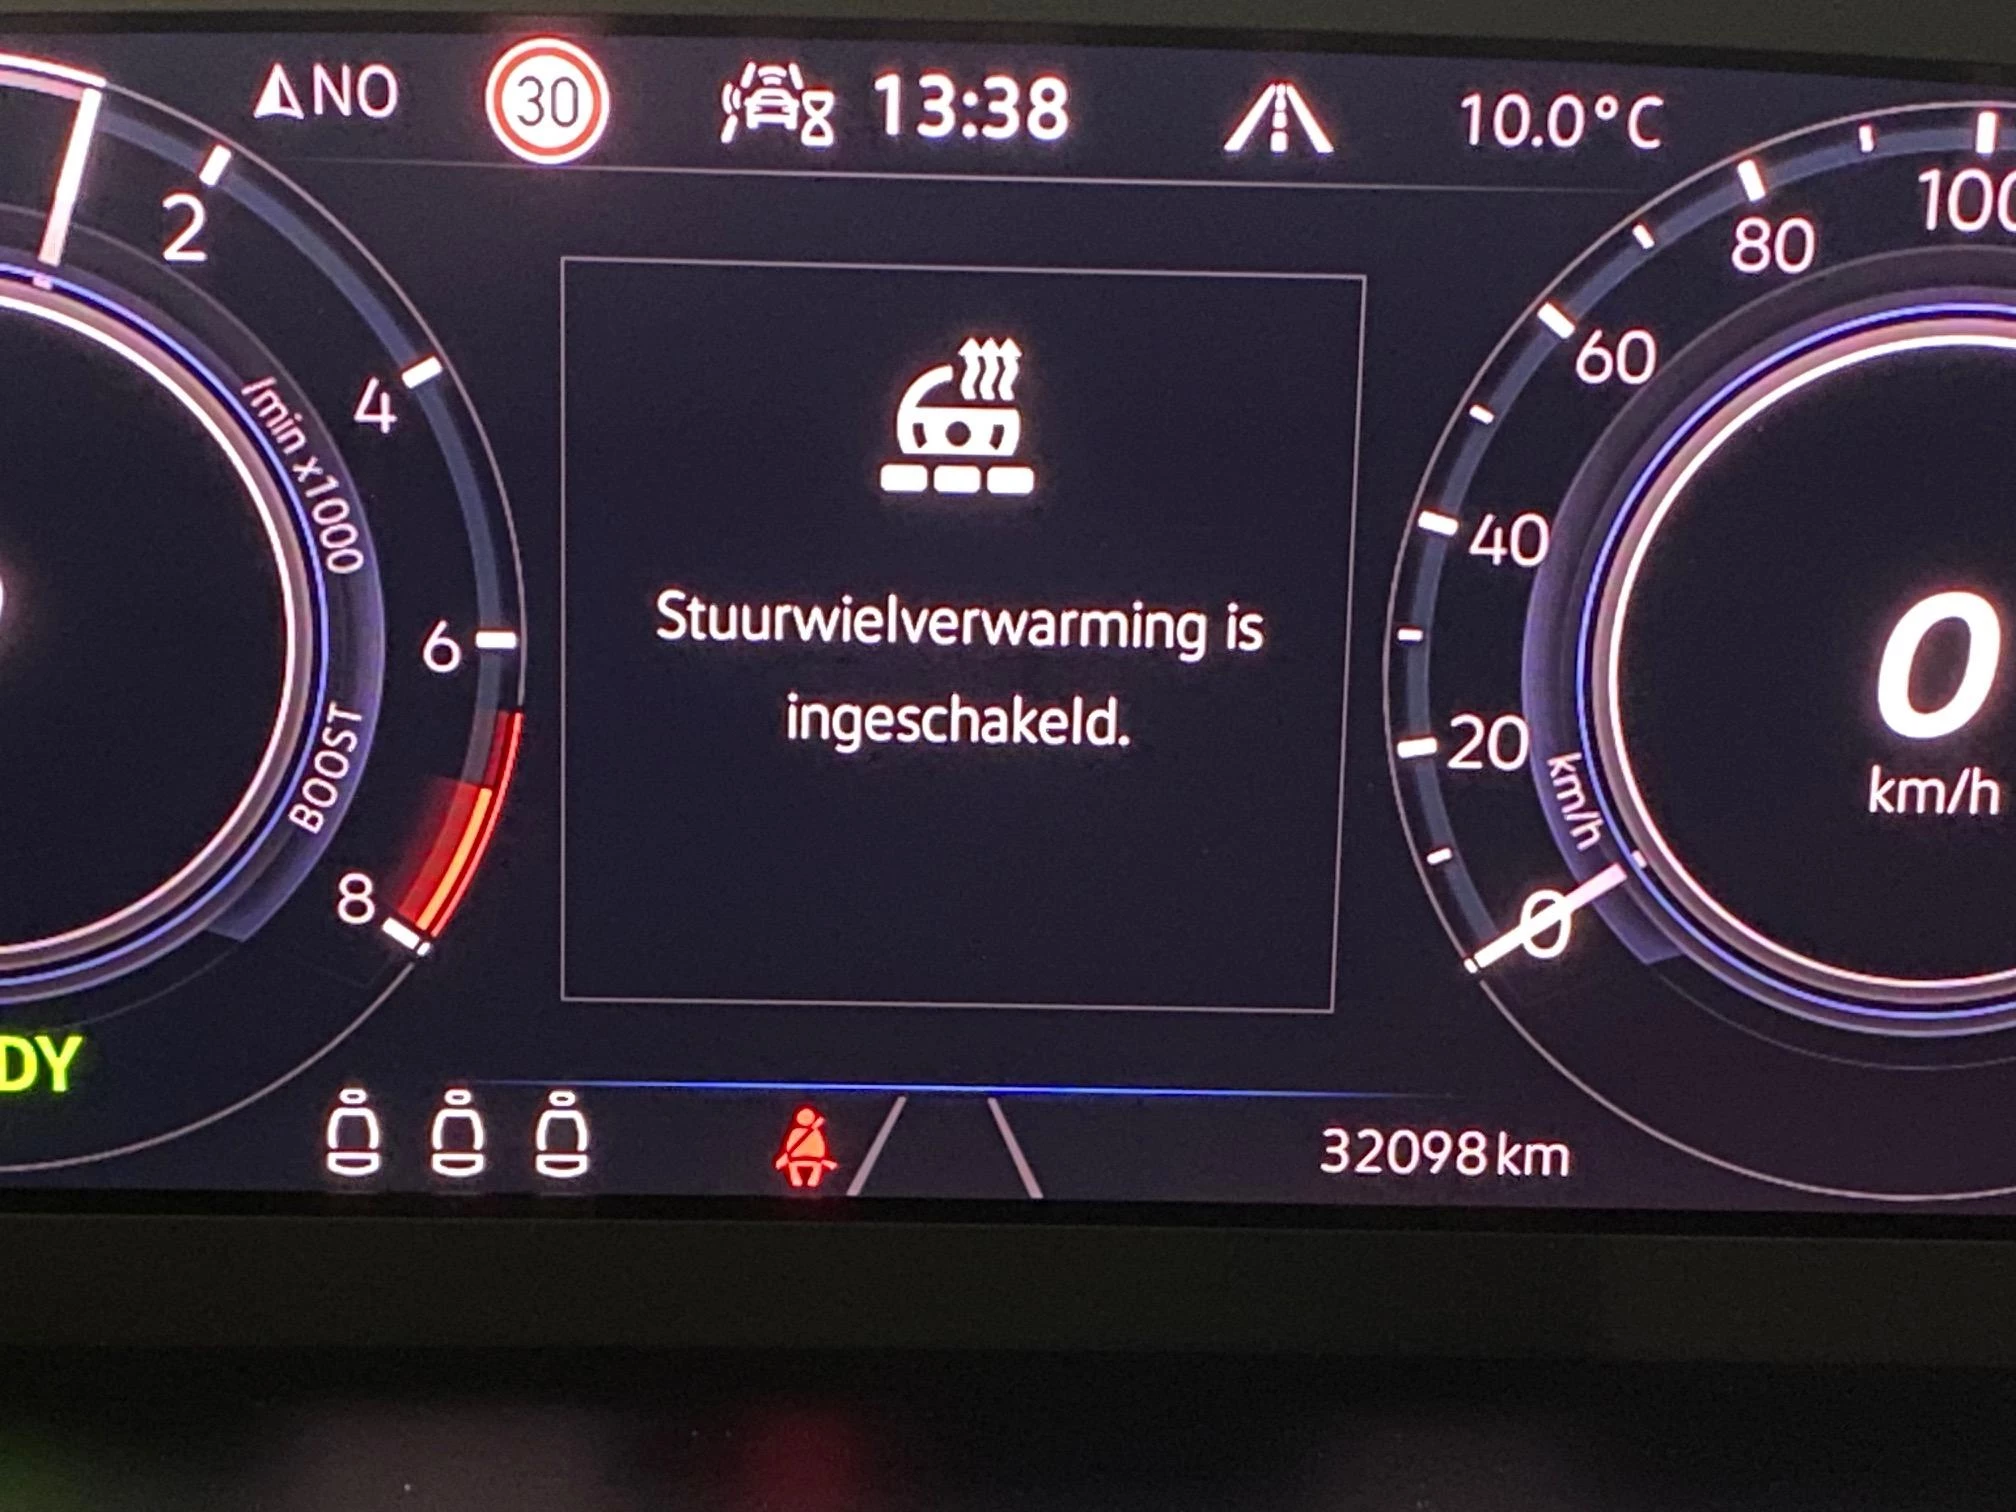 NO 30 13:38 10.0°C
2
4
6
8
/min x1000
BOOST
Stuurwielverwarming is
ingeschakeld.
100
80
60
40
20
0
km/h
0
km/h
DY
32098 km